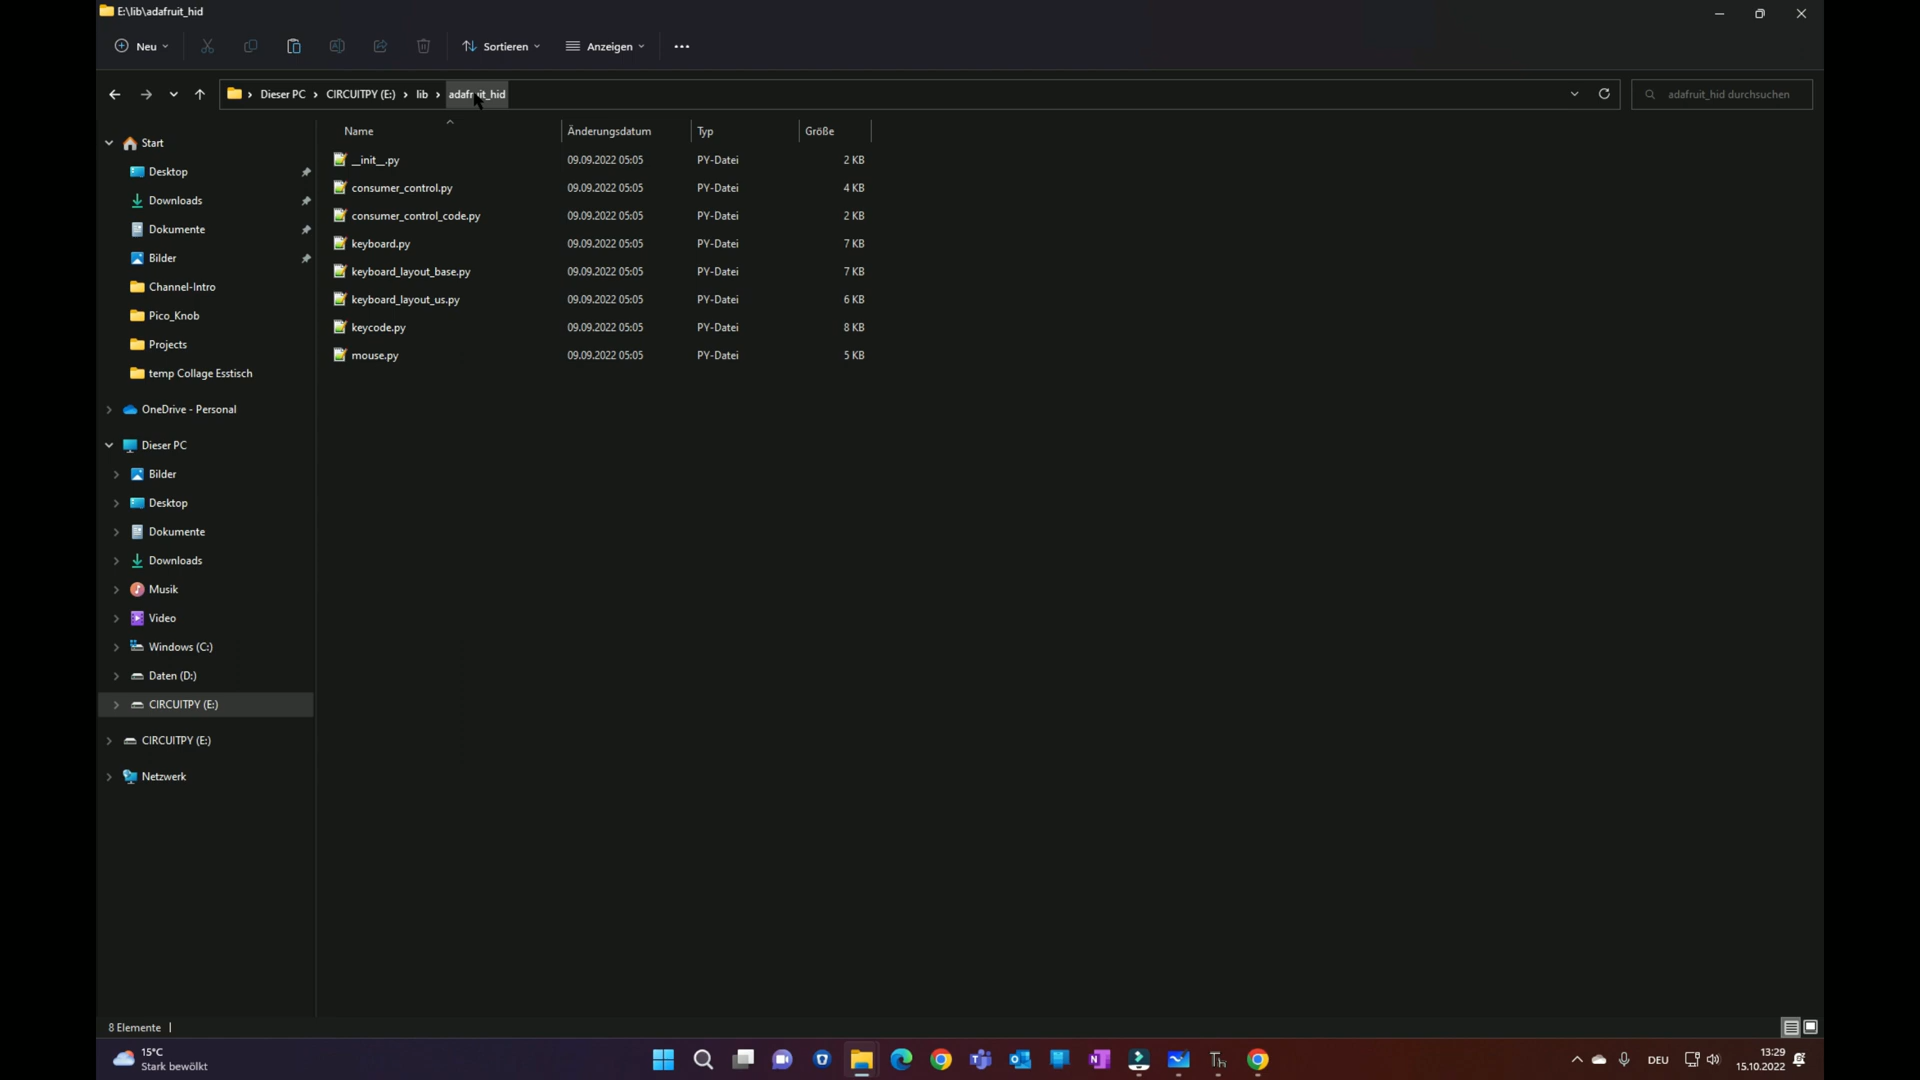 E:\lib\adafruit_hid
Neu
Sortieren
Anzeigen
Dieser PC
CIRCUITPY (E:)
lib
adafruit_hid
adafruit_hid durchsuchen
Name
Änderungsdatum
Typ
Größe
__init__.py 09.09.2022 05:05 PY-Datei 2 KB
consumer_control.py 09.09.2022 05:05 PY-Datei 4 KB
consumer_control_code.py 09.09.2022 05:05 PY-Datei 2 KB
keyboard.py 09.09.2022 05:05 PY-Datei 7 KB
keyboard_layout_base.py 09.09.2022 05:05 PY-Datei 7 KB
keyboard_layout_us.py 09.09.2022 05:05 PY-Datei 6 KB
keycode.py 09.09.2022 05:05 PY-Datei 8 KB
mouse.py 09.09.2022 05:05 PY-Datei 5 KB
Start
Desktop
Downloads
Dokumente
Bilder
Channel-Intro
Pico_Knob
Projects
temp Collage Esstisch
OneDrive - Personal
Dieser PC
Bilder
Desktop
Dokumente
Downloads
Musik
Video
Windows (C:)
Daten (D:)
CIRCUITPY (E:)
CIRCUITPY (E:)
Netzwerk
8 Elemente
15°C
Stark bewölkt
DEU
13:29
15.10.2022